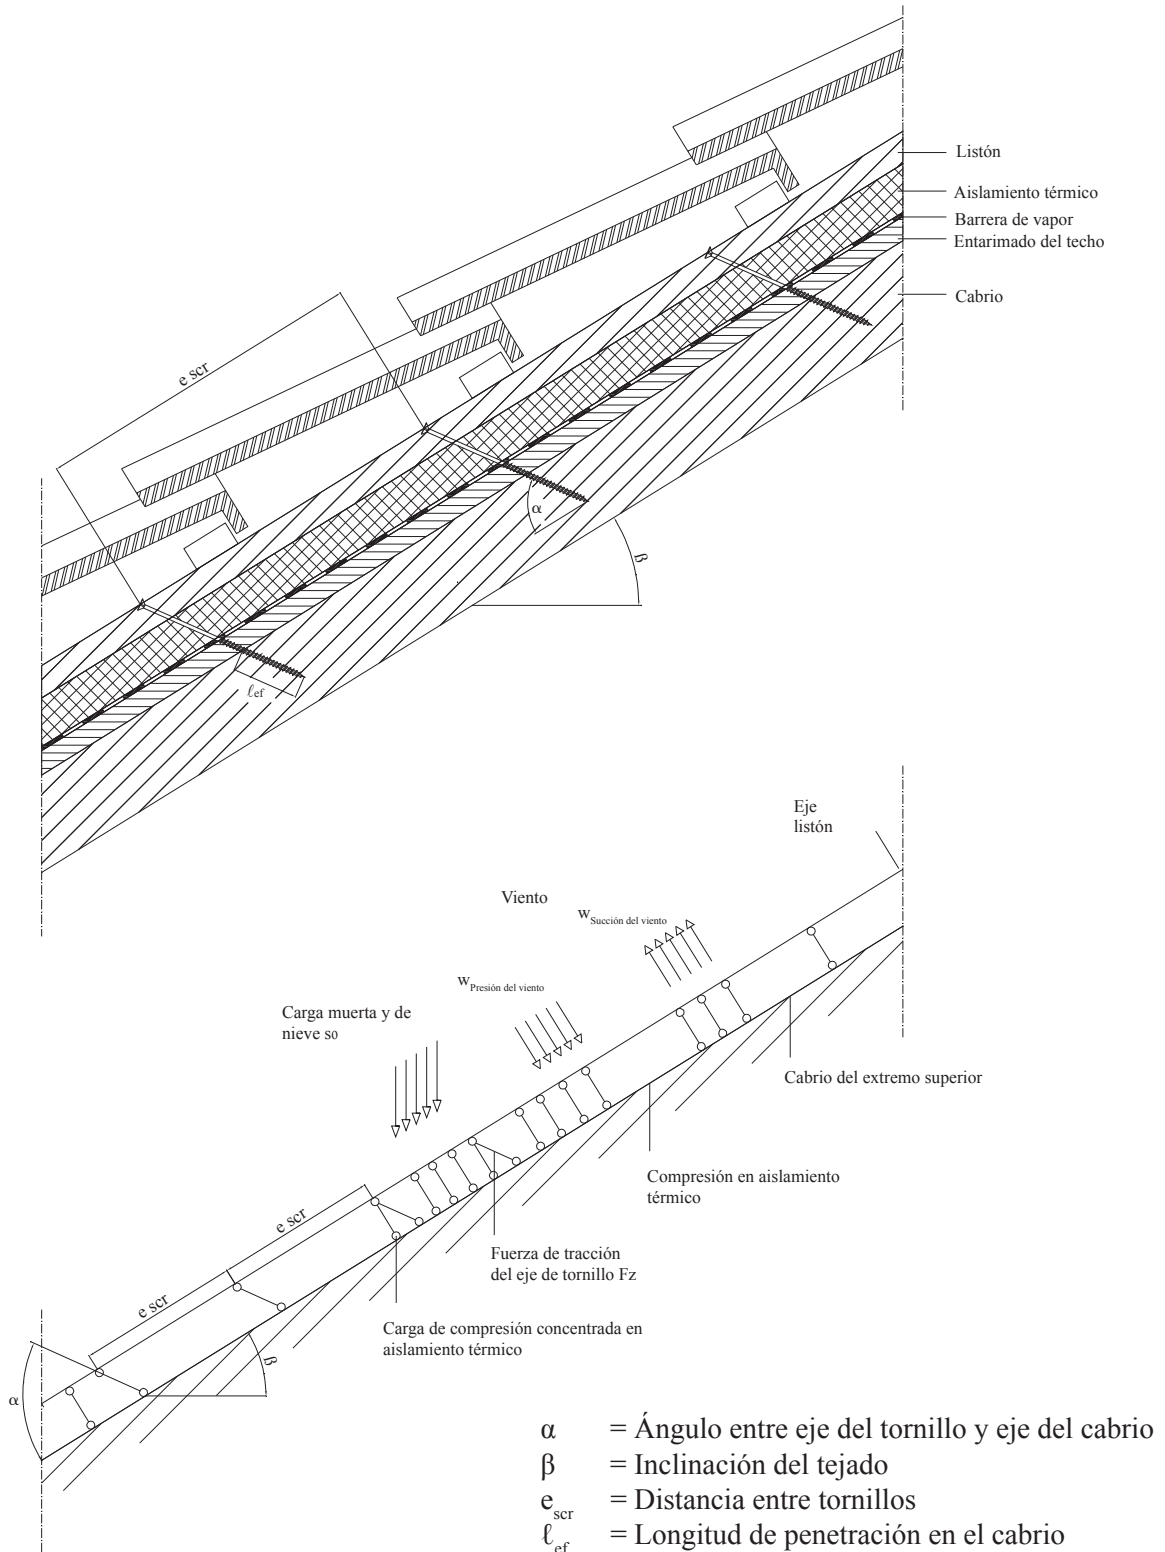 Listón
Aislamiento térmico
Barrera de vapor
Entarimado del techo
Cabrio
e scr
α
β
ℓef
Eje
listón
Viento
wSucción del viento
wPresión del viento
Carga muerta y de
nieve s0
Cabrio del extremo superior
Compresión en aislamiento
térmico
e scr
Fuerza de tracción
del eje de tornillo Fz
e scr
Carga de compresión concentrada en
aislamiento térmico
β
α
α = Ángulo entre eje del tornillo y eje del cabrio
β = Inclinación del tejado
escr = Distancia entre tornillos
ℓef = Longitud de penetración en el cabrio